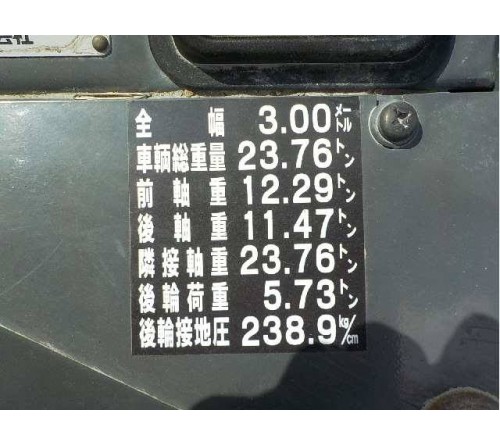 全幅 3.00メートル
車輌総重量 23.76トン
前軸重 12.29トン
後軸重 11.47トン
隣接軸重 23.76トン
後輪荷重 5.73トン
後輪接地圧 238.9kg/cm